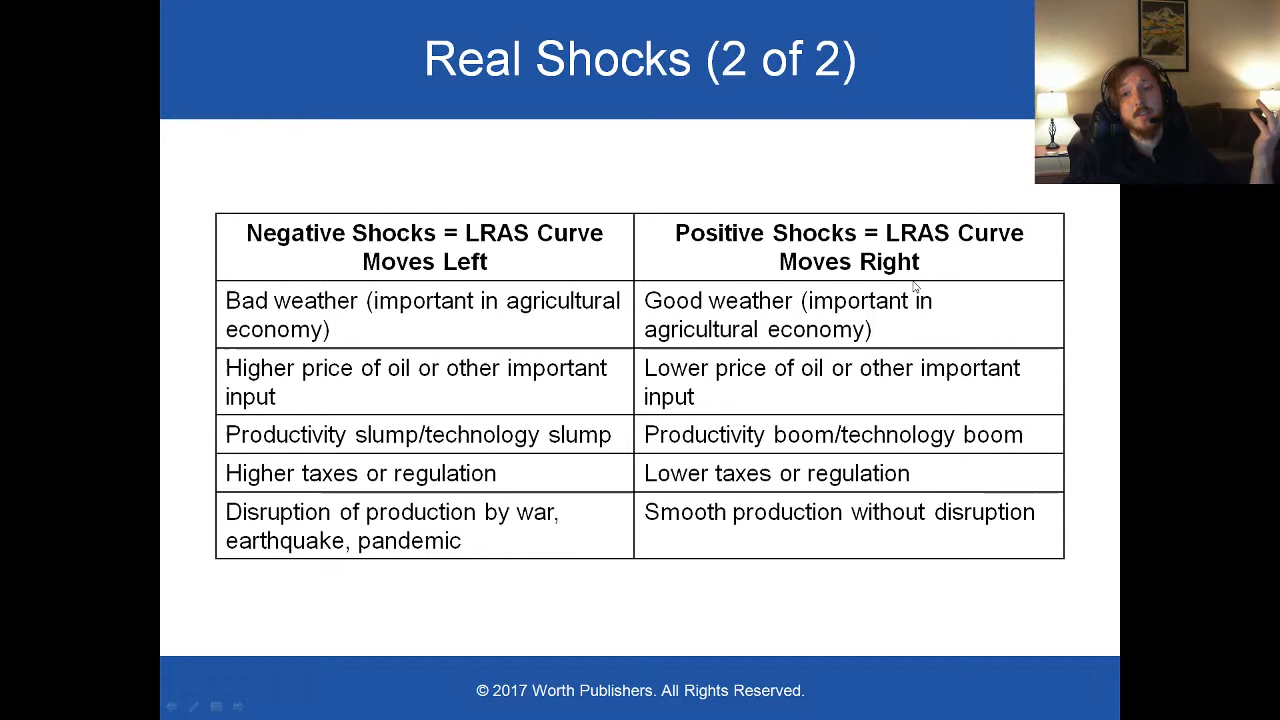 Real Shocks (2 of 2)
Negative Shocks = LRAS Curve
Moves Left
Positive Shocks = LRAS Curve
Moves Right
Bad weather (important in agricultural
economy)
Good weather (important in
agricultural economy)
Higher price of oil or other important
input
Lower price of oil or other important
input
Productivity slump/technology slump
Productivity boom/technology boom
Higher taxes or regulation
Lower taxes or regulation
Disruption of production by war,
earthquake, pandemic
Smooth production without disruption
© 2017 Worth Publishers. All Rights Reserved.